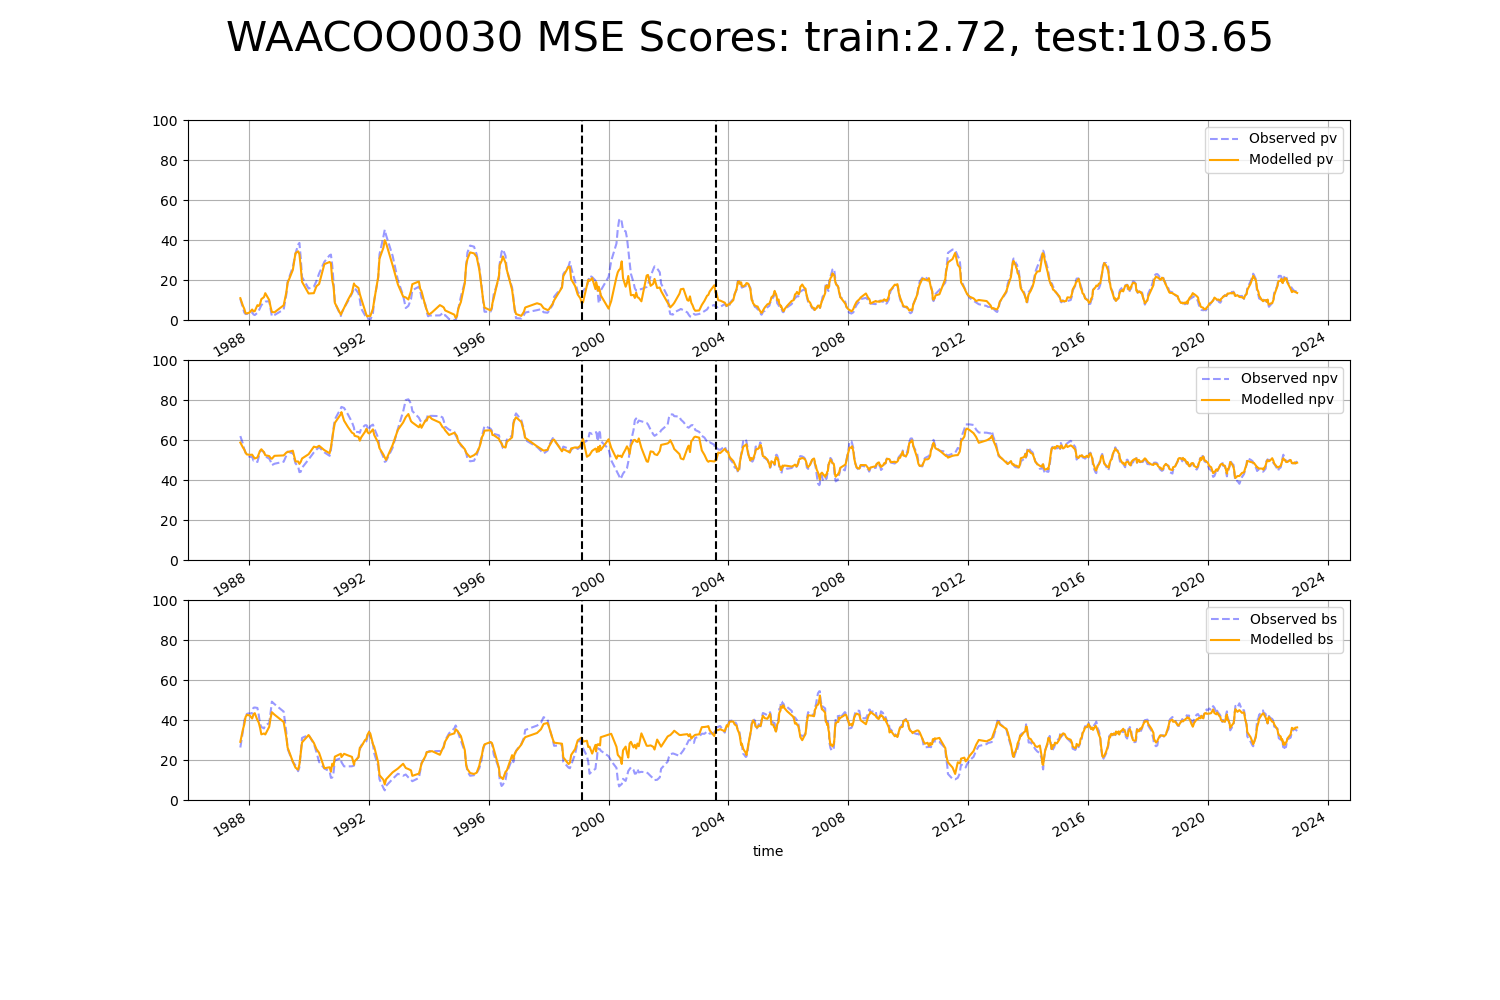 WAACOO0030 MSE Scores: train:2.72, test:103.65
100
80
60
40
20
0
Observed pv
Modelled pv
1988 1992 1996 2000 2004 2008 2012 2016 2020 2024
100
80
60
40
20
0
Observed npv
Modelled npv
1988 1992 1996 2000 2004 2008 2012 2016 2020 2024
100
80
60
40
20
0
Observed bs
Modelled bs
1988 1992 1996 2000 2004 2008 2012 2016 2020 2024
time